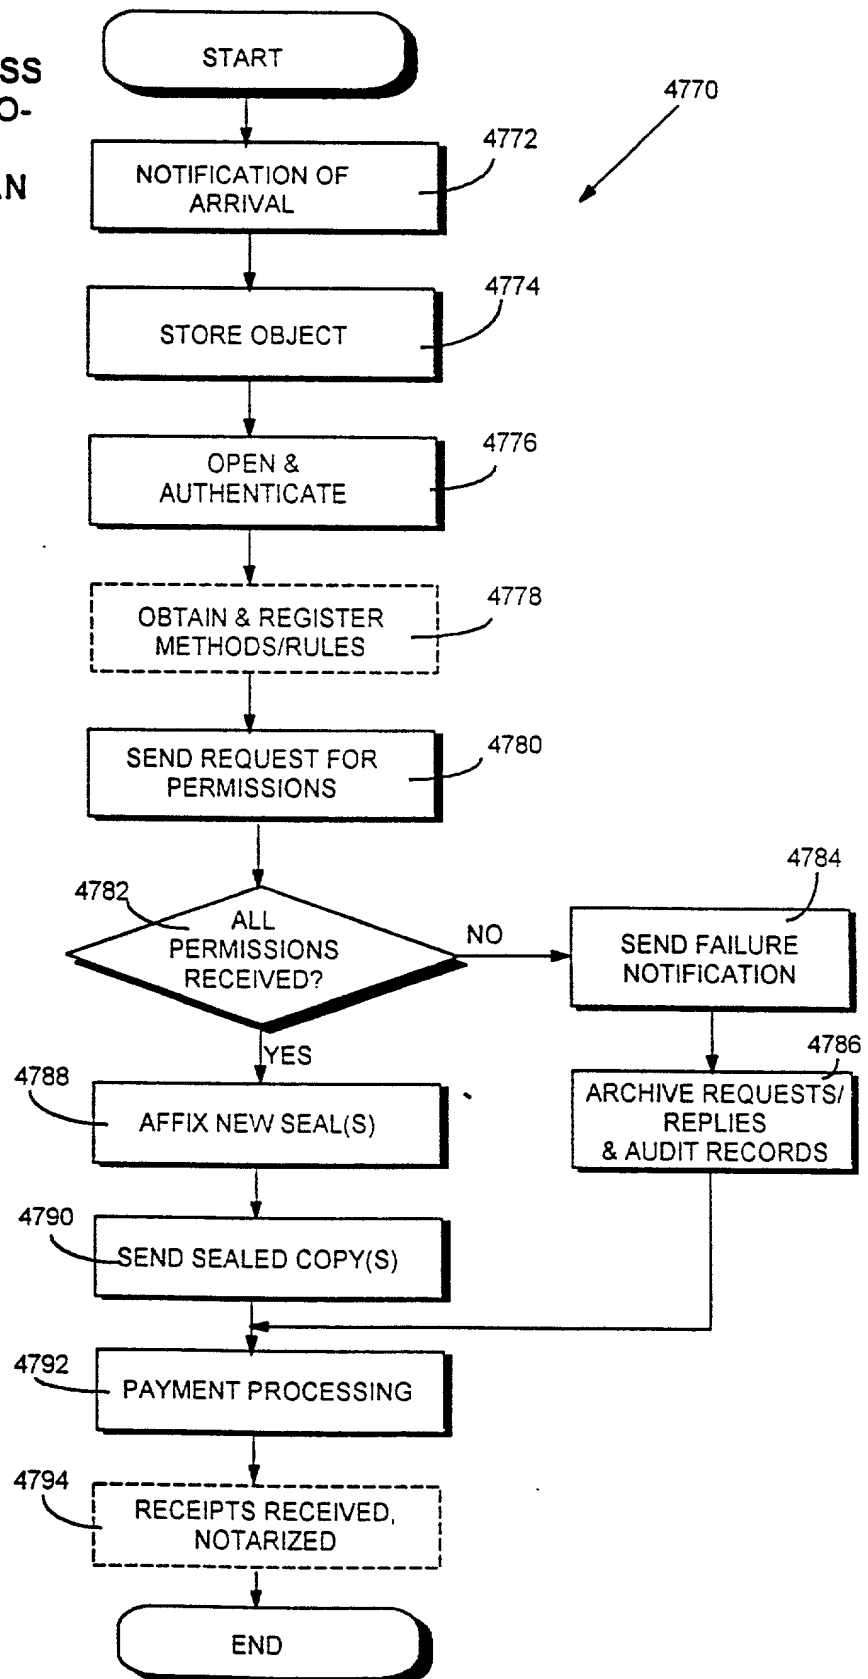 SS
O-
AN
START
4770
4772
NOTIFICATION OF
ARRIVAL
4774
STORE OBJECT
4776
OPEN &
AUTHENTICATE
4778
OBTAIN & REGISTER
METHODS/RULES
4780
SEND REQUEST FOR
PERMISSIONS
4782
ALL
PERMISSIONS
RECEIVED?
NO
YES
4784
SEND FAILURE
NOTIFICATION
4786
ARCHIVE REQUESTS/
REPLIES
& AUDIT RECORDS
4788
AFFIX NEW SEAL(S)
4790
SEND SEALED COPY(S)
4792
PAYMENT PROCESSING
4794
RECEIPTS RECEIVED,
NOTARIZED
END